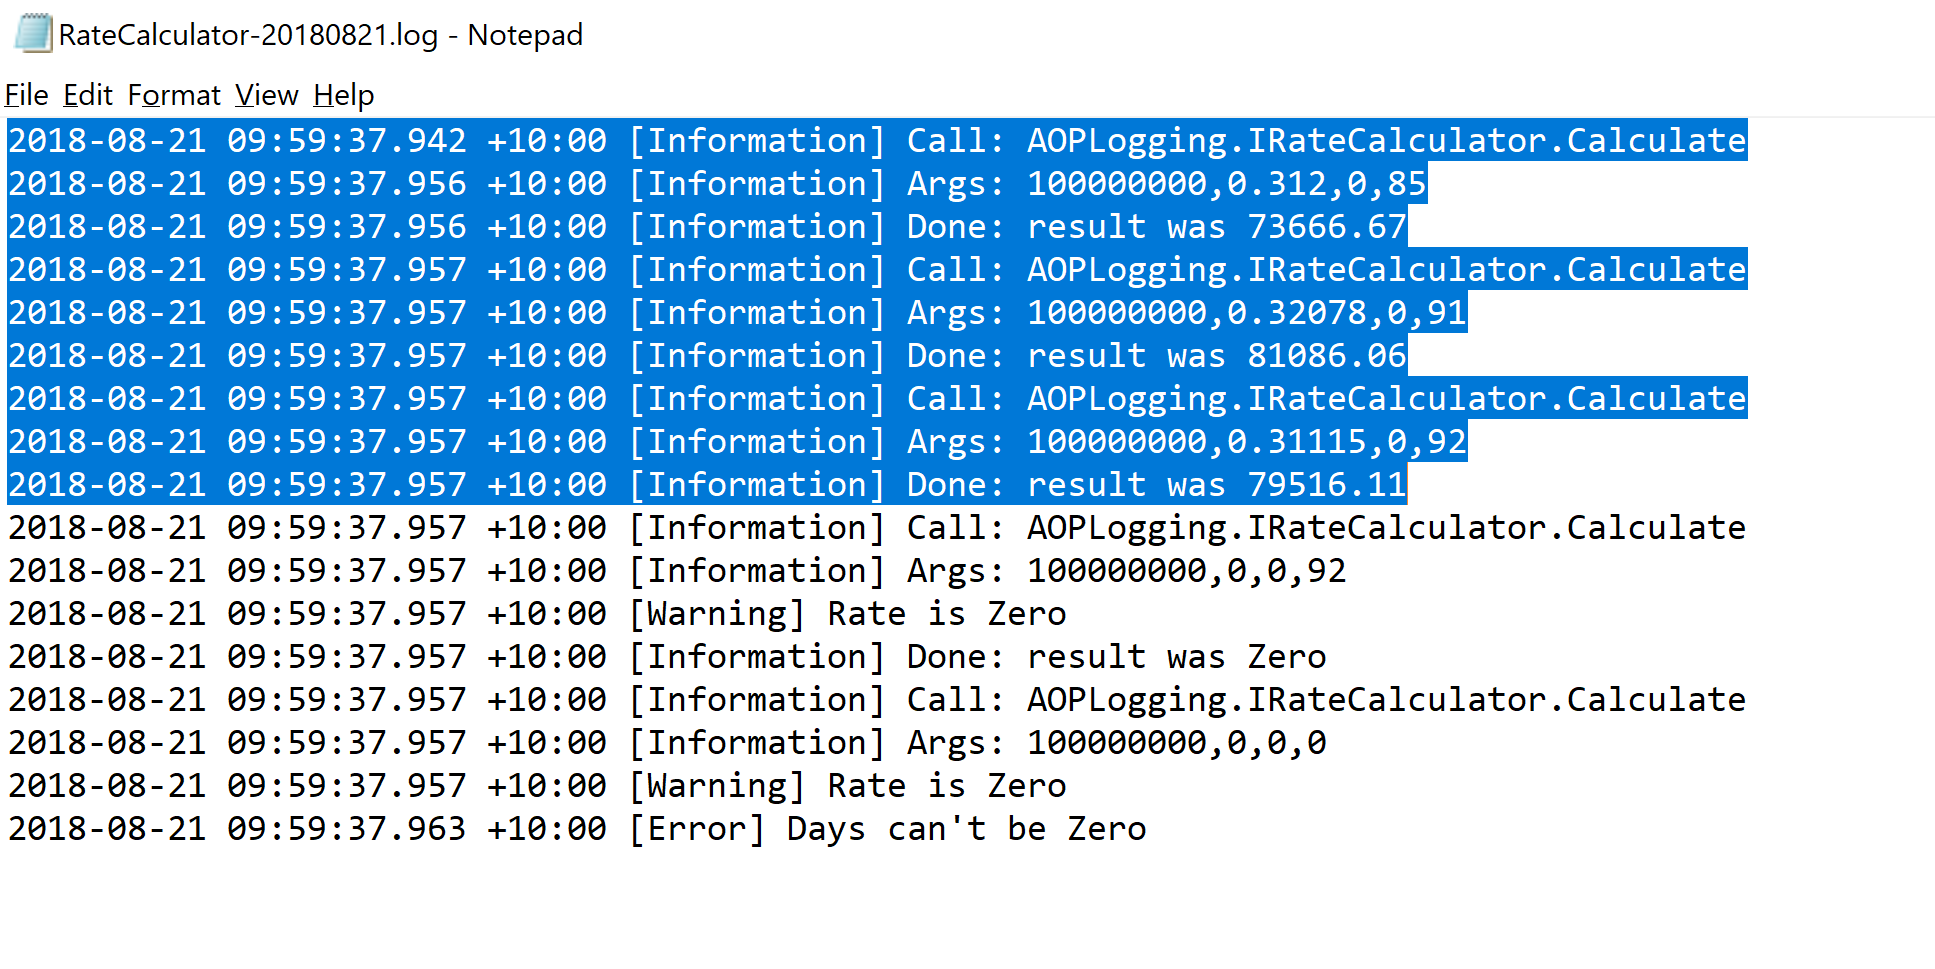 RateCalculator-20180821.log - Notepad
File Edit Format View Help
2018-08-21 09:59:37.942 +10:00 [Information] Call: AOPLogging.IRateCalculator.Calculate
2018-08-21 09:59:37.956 +10:00 [Information] Args: 100000000,0.312,0,85
2018-08-21 09:59:37.956 +10:00 [Information] Done: result was 73666.67
2018-08-21 09:59:37.957 +10:00 [Information] Call: AOPLogging.IRateCalculator.Calculate
2018-08-21 09:59:37.957 +10:00 [Information] Args: 100000000,0.32078,0,91
2018-08-21 09:59:37.957 +10:00 [Information] Done: result was 81086.06
2018-08-21 09:59:37.957 +10:00 [Information] Call: AOPLogging.IRateCalculator.Calculate
2018-08-21 09:59:37.957 +10:00 [Information] Args: 100000000,0.31115,0,92
2018-08-21 09:59:37.957 +10:00 [Information] Done: result was 79516.11
2018-08-21 09:59:37.957 +10:00 [Information] Call: AOPLogging.IRateCalculator.Calculate
2018-08-21 09:59:37.957 +10:00 [Information] Args: 100000000,0,0,92
2018-08-21 09:59:37.957 +10:00 [Warning] Rate is Zero
2018-08-21 09:59:37.957 +10:00 [Information] Done: result was Zero
2018-08-21 09:59:37.957 +10:00 [Information] Call: AOPLogging.IRateCalculator.Calculate
2018-08-21 09:59:37.957 +10:00 [Information] Args: 100000000,0,0,0
2018-08-21 09:59:37.957 +10:00 [Warning] Rate is Zero
2018-08-21 09:59:37.963 +10:00 [Error] Days can't be Zero